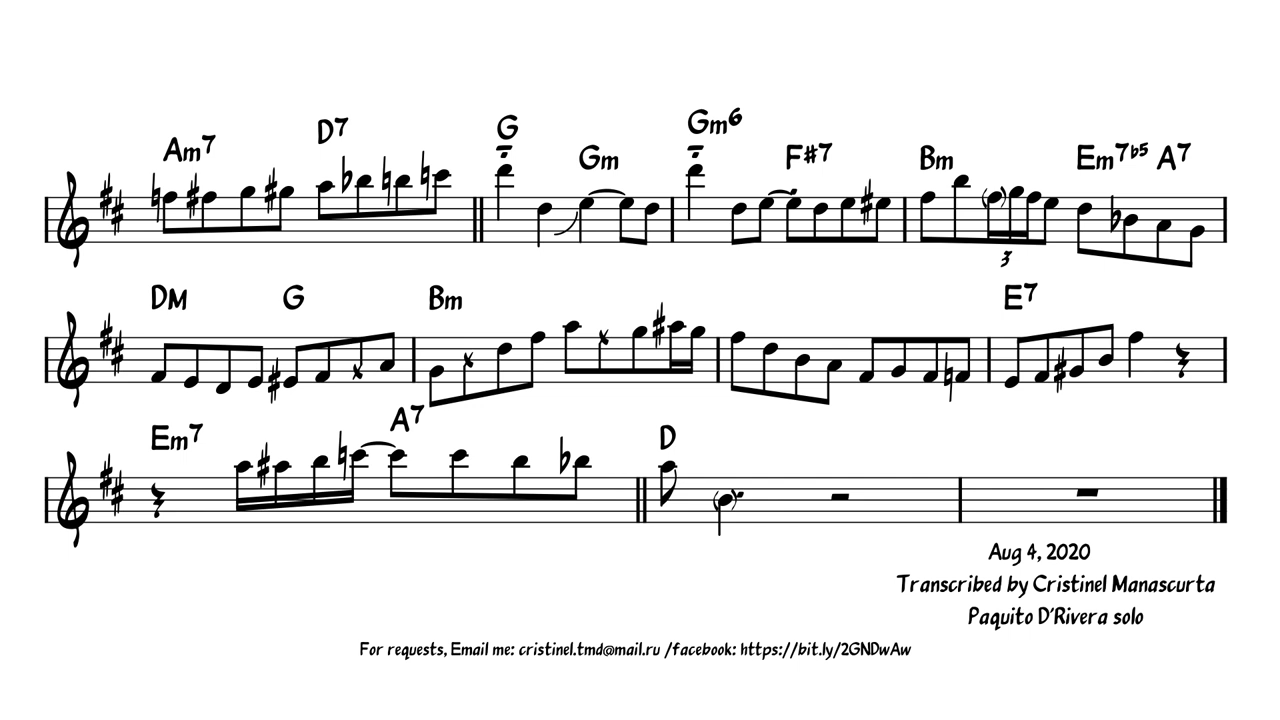 Am7 D7 G Gm Gm6 F#7 Bm Em7b5 A7
3
DM G Bm E7
Em7 A7 D
Aug 4, 2020
Transcribed by Cristinel Manascurta
Paquito D'Rivera solo
For requests, Email me: cristinel.tmd@mail.ru /facebook: https://bit.ly/2GNDwAw